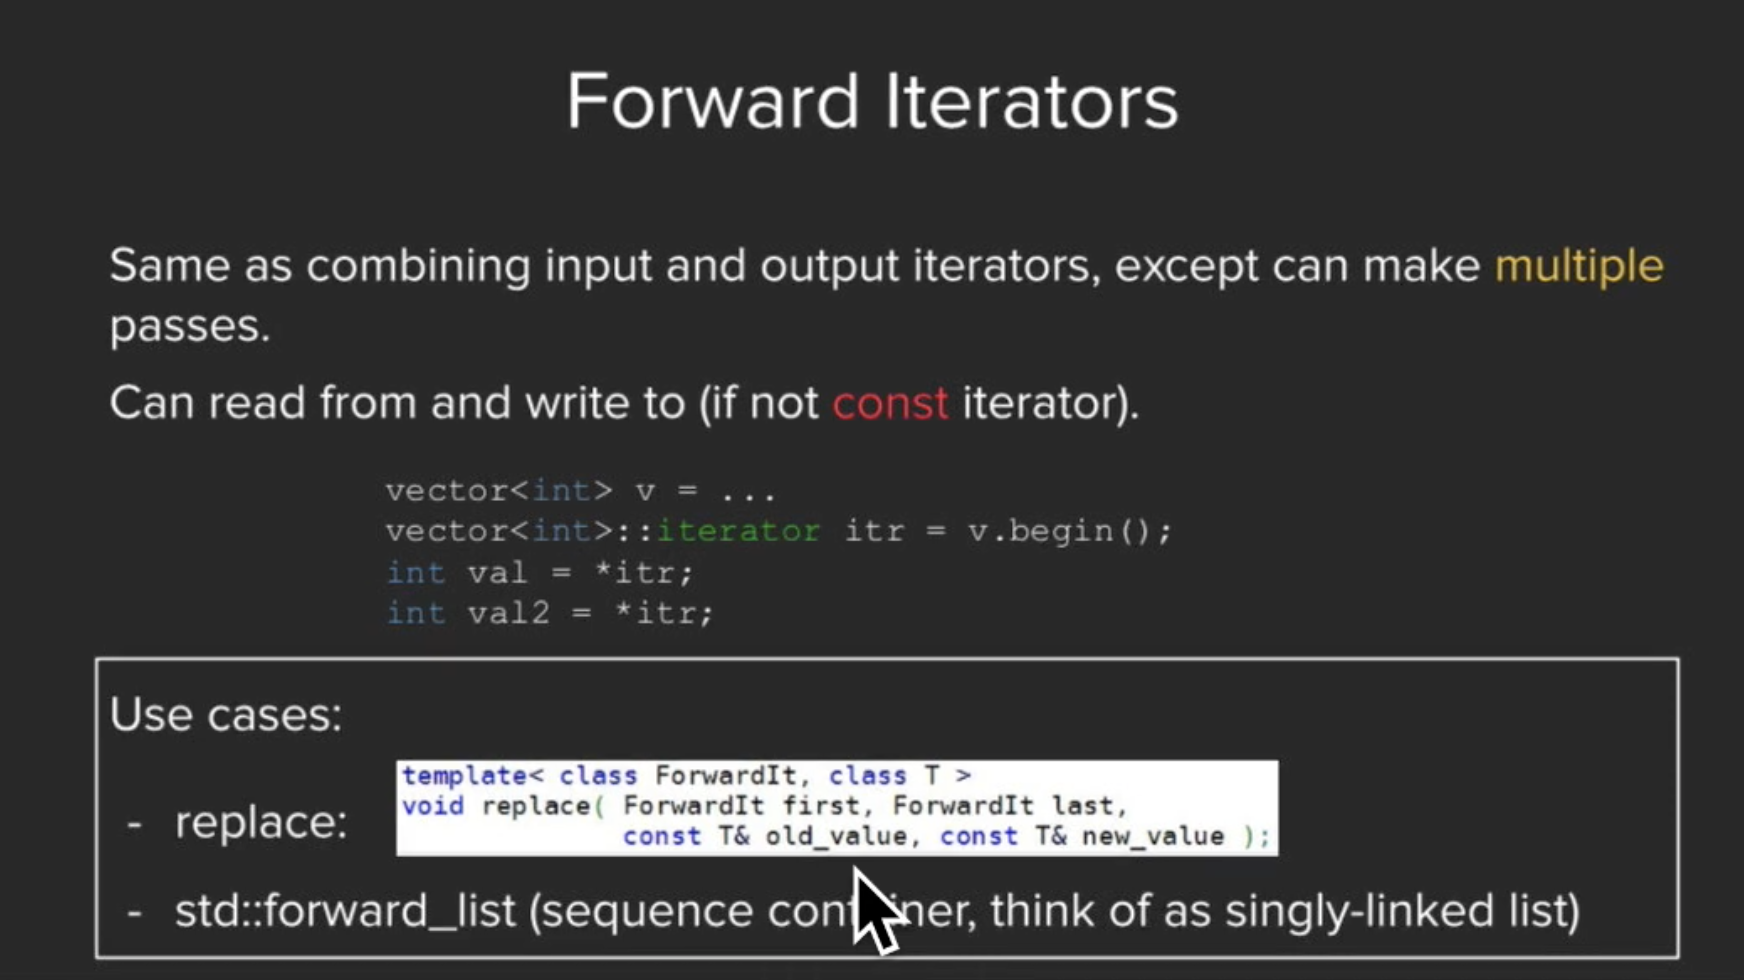 Forward Iterators
Same as combining input and output iterators, except can make multiple
passes.
Can read from and write to (if not const iterator).
vector<int> v = ...
vector<int>::iterator itr = v.begin();
int val = *itr;
int val2 = *itr;
Use cases:
- replace:
template< class ForwardIt, class T >
void replace( ForwardIt first, ForwardIt last,
const T& old_value, const T& new_value );
- std::forward_list (sequence container, think of as singly-linked list)